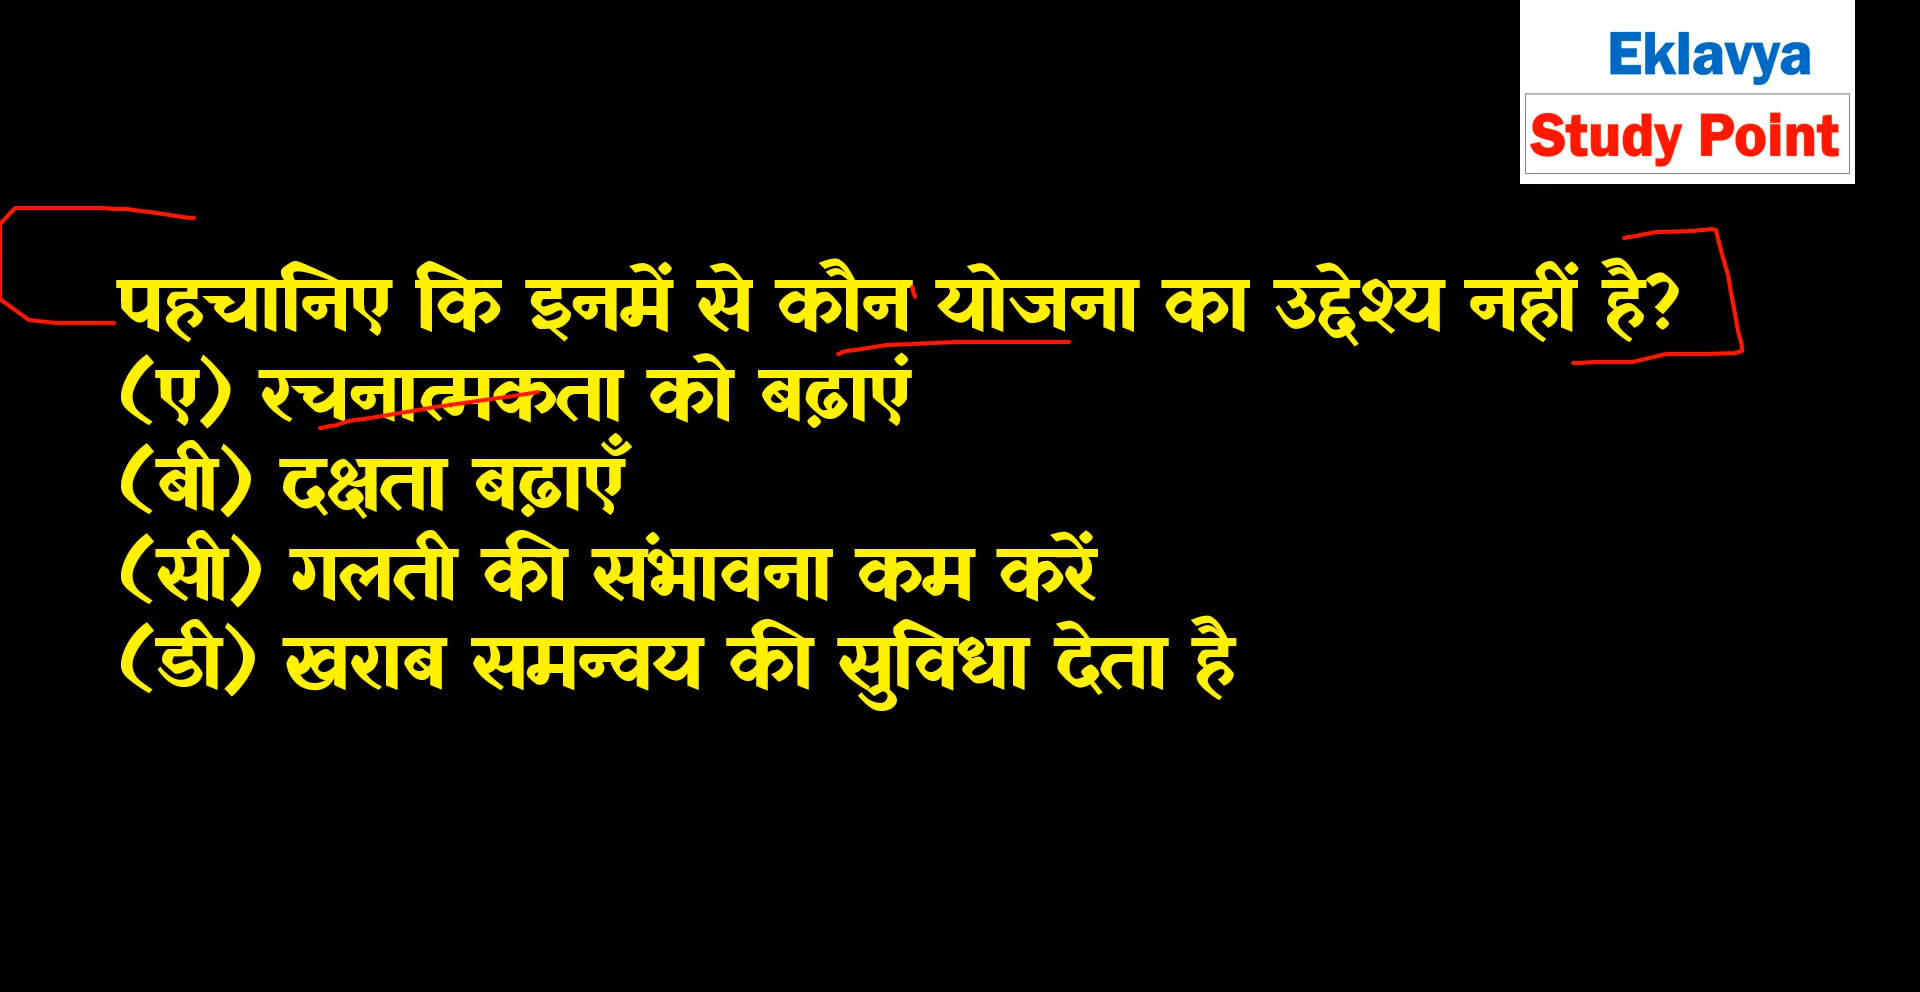 Eklavya
Study Point
पहचानिए कि इनमें से कौन योजना का उद्देश्य नहीं है?
(ए) रचनात्मकता को बढ़ाएं
(बी) दक्षता बढ़ाएँ
(सी) गलती की संभावना कम करें
(डी) खराब समन्वय की सुविधा देता है